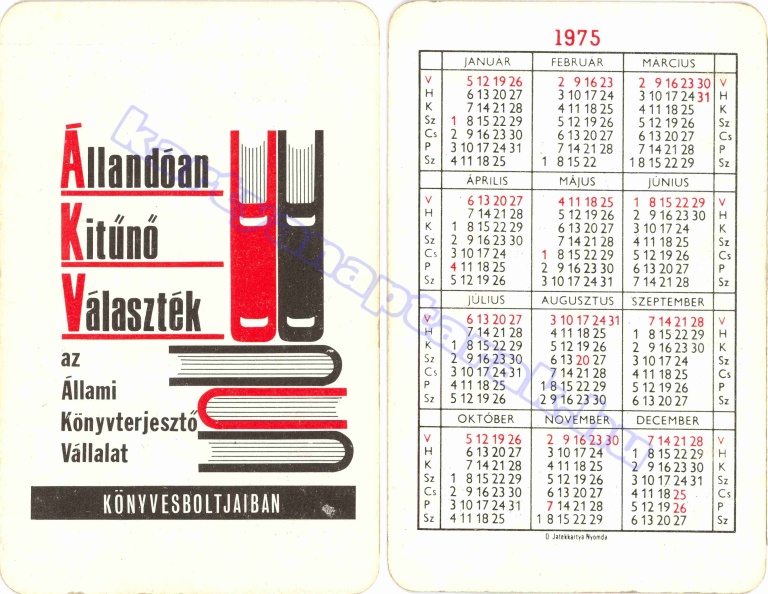 Állandóan
Kitűnő
Választék
az
Állami
Könyvterjesztő
Vállalat
KÖNYVESBOLTJAIBAN
kartyanaptarak.hu
1975
JANUÁR FEBRUÁR MÁRCIUS
V 5 12 19 26 2 9 16 23 2 9 16 23 30 V
H 6 13 20 27 3 10 17 24 3 10 17 24 31 H
K 7 14 21 28 4 11 18 25 4 11 18 25 K
Sz 1 8 15 22 29 5 12 19 26 5 12 19 26 Sz
Cs 2 9 16 23 30 6 13 20 27 6 13 20 27 Cs
P 3 10 17 24 31 7 14 21 28 7 14 21 28 P
Sz 4 11 18 25 1 8 15 22 1 8 15 22 29 Sz
ÁPRILIS MÁJUS JÚNIUS
V 6 13 20 27 4 11 18 25 1 8 15 22 29 V
H 7 14 21 28 5 12 19 26 2 9 16 23 30 H
K 1 8 15 22 29 6 13 20 27 3 10 17 24 K
Sz 2 9 16 23 30 7 14 21 28 4 11 18 25 Sz
Cs 3 10 17 24 1 8 15 22 29 5 12 19 26 Cs
P 4 11 18 25 2 9 16 23 30 6 13 20 27 P
Sz 5 12 19 26 3 10 17 24 31 7 14 21 28 Sz
JÚLIUS AUGUSZTUS SZEPTEMBER
V 6 13 20 27 3 10 17 24 31 7 14 21 28 V
H 7 14 21 28 4 11 18 25 1 8 15 22 29 H
K 1 8 15 22 29 5 12 19 26 2 9 16 23 30 K
Sz 2 9 16 23 30 6 13 20 27 3 10 17 24 Sz
Cs 3 10 17 24 31 7 14 21 28 4 11 18 25 Cs
P 4 11 18 25 1 8 15 22 29 5 12 19 26 P
Sz 5 12 19 26 2 9 16 23 30 6 13 20 27 Sz
OKTÓBER NOVEMBER DECEMBER
V 5 12 19 26 2 9 16 23 30 7 14 21 28 V
H 6 13 20 27 3 10 17 24 1 8 15 22 29 H
K 7 14 21 28 4 11 18 25 2 9 16 23 30 K
Sz 1 8 15 22 29 5 12 19 26 3 10 17 24 31 Sz
Cs 2 9 16 23 30 6 13 20 27 4 11 18 25 Cs
P 3 10 17 24 31 7 14 21 28 5 12 19 26 P
Sz 4 11 18 25 1 8 15 22 29 6 13 20 27 Sz
D. Játékkártya Nyomda